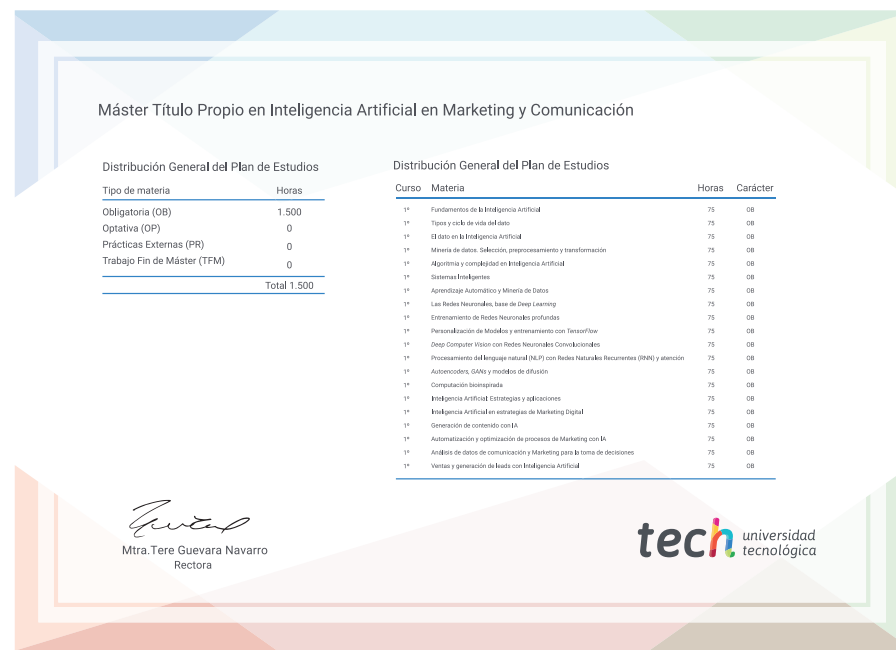 Máster Título Propio en Inteligencia Artificial en Marketing y Comunicación
Distribución General del Plan de Estudios
Tipo de materia Horas
Obligatoria (OB) 1.500
Optativa (OP) 0
Prácticas Externas (PR) 0
Trabajo Fin de Máster (TFM) 0
Total 1.500
Distribución General del Plan de Estudios
Curso Materia Horas Carácter
1º Fundamentos de la Inteligencia Artificial 75 OB
1º Tipos y ciclo de vida del dato 75 OB
1º El dato en la Inteligencia Artificial 75 OB
1º Minería de datos. Selección, preprocesamiento y transformación 75 OB
1º Algoritmia y complejidad en Inteligencia Artificial 75 OB
1º Sistemas Inteligentes 75 OB
1º Aprendizaje Automático y Minería de Datos 75 OB
1º Las Redes Neuronales, base de Deep Learning 75 OB
1º Entrenamiento de Redes Neuronales profundas 75 OB
1º Personalización de Modelos y entrenamiento con TensorFlow 75 OB
1º Deep Computer Vision con Redes Neuronales Convolucionales 75 OB
1º Procesamiento del lenguaje natural (NLP) con Redes Naturales Recurrentes (RNN) y atención 75 OB
1º Autoencoders, GANs y modelos de difusión 75 OB
1º Computación bioinspirada 75 OB
1º Inteligencia Artificial: Estrategias y aplicaciones 75 OB
1º Inteligencia Artificial en estrategias de Marketing Digital 75 OB
1º Generación de contenido con IA 75 OB
1º Automatización y optimización de procesos de Marketing con IA 75 OB
1º Análisis de datos de comunicación y Marketing para la toma de decisiones 75 OB
1º Ventas y generación de leads con Inteligencia Artificial 75 OB
Mtra.Tere Guevara Navarro
Rectora
tech universidad
tecnológica